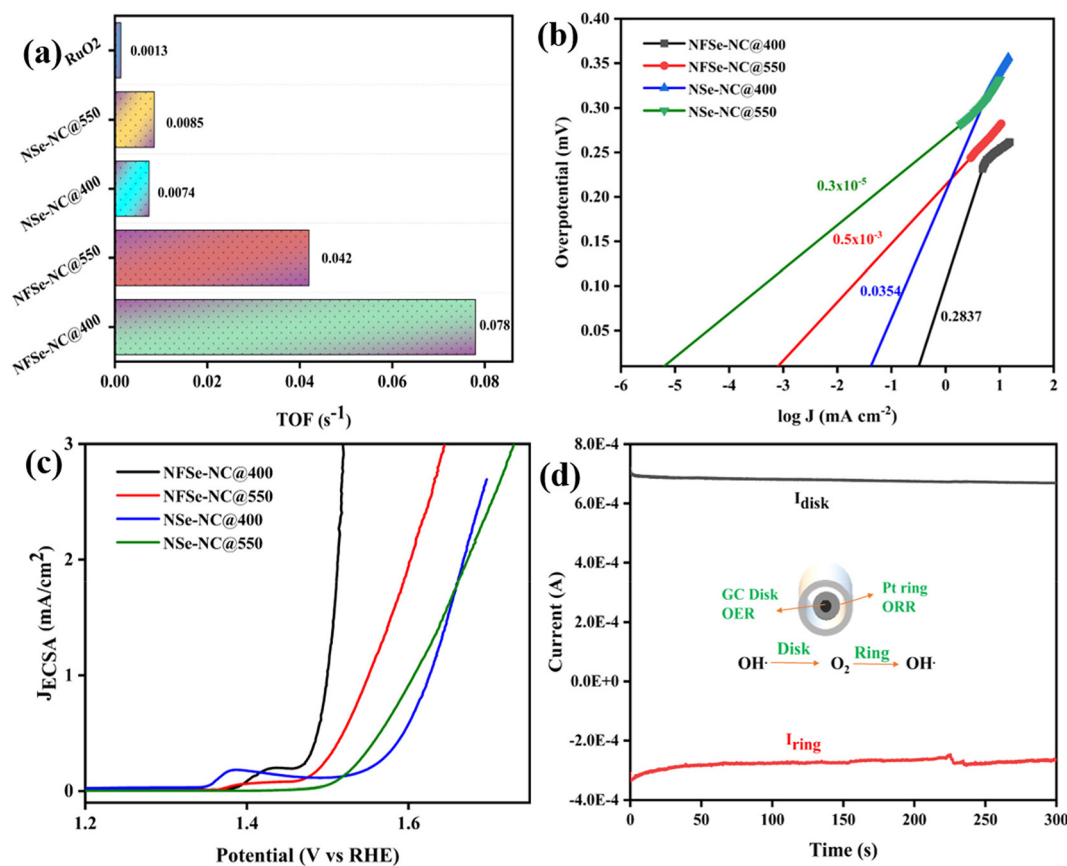 (a)
RuO2
NSe-NC@550
NSe-NC@400
NFSe-NC@550
NFSe-NC@400
0.0013
0.0085
0.0074
0.042
0.078
0.00 0.02 0.04 0.06 0.08
TOF (s-1)
(b)
NFSe-NC@400
NFSe-NC@550
NSe-NC@400
NSe-NC@550
Overpotential (mV)
0.40
0.35
0.30
0.25
0.20
0.15
0.10
0.05
0.3x10-5
0.5x10-3
0.0354
0.2837
-6 -5 -4 -3 -2 -1 0 1 2
log J (mA cm-2)
(c)
NFSe-NC@400
NFSe-NC@550
NSe-NC@400
NSe-NC@550
JECSA (mA/cm2)
3
2
1
0
1.2 1.4 1.6
Potential (V vs RHE)
(d)
Current (A)
8.0E-4
6.0E-4
4.0E-4
2.0E-4
0.0E+0
-2.0E-4
-4.0E-4
Idisk
GC Disk
OER
Pt ring
ORR
Disk
Ring
OH- O2 OH-
Iring
0 50 100 150 200 250 300
Time (s)